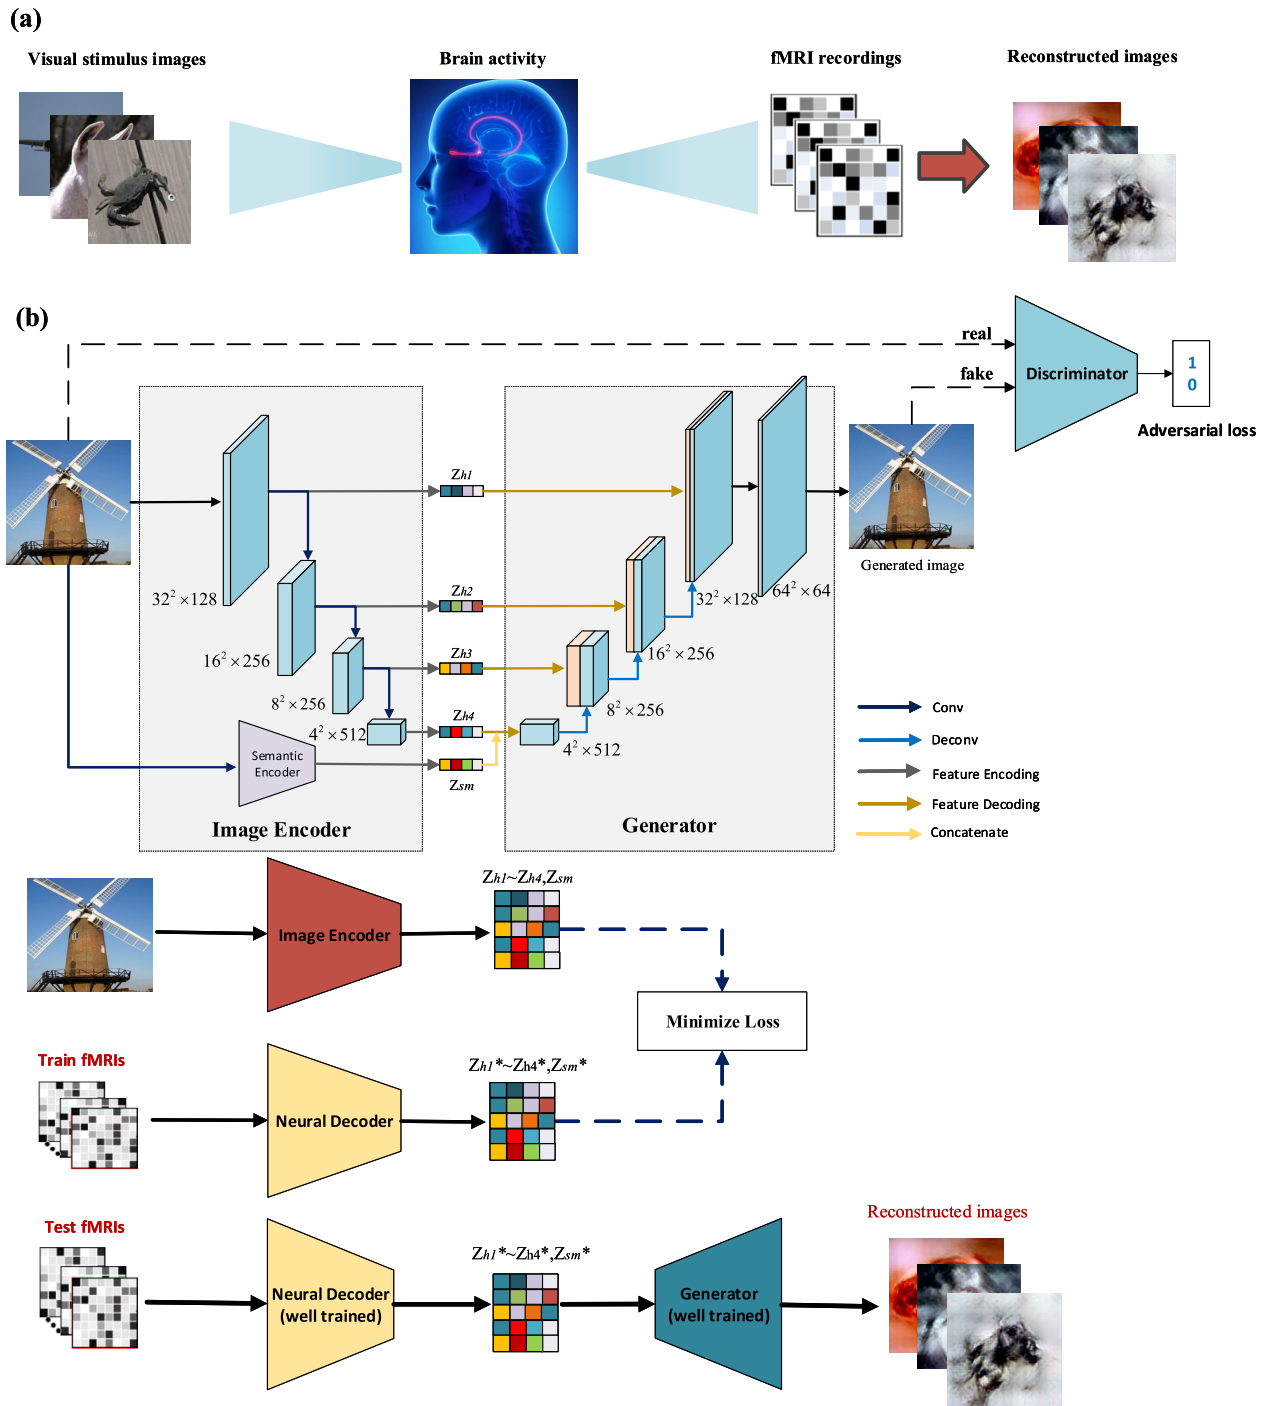 (a)
Visual stimulus images
Brain activity
fMRI recordings
Reconstructed images
(b)
real
fake
Discriminator
1
0
Adversarial loss
Zh1
32² × 128
Zh2
16² × 256
Zh3
8² × 256
Zh4
4² × 512
Semantic
Encoder
Zsm
Image Encoder
32² × 128
64² × 64
16² × 256
8² × 256
4² × 512
Generator
Generated image
Conv
Deconv
Feature Encoding
Feature Decoding
Concatenate
Image Encoder
Zh1~Zh4,Zsm
Minimize Loss
Train fMRIs
Neural Decoder
Zh1*~Zh4*,Zsm*
Test fMRIs
Neural Decoder
(well trained)
Zh1*~Zh4*,Zsm*
Generator
(well trained)
Reconstructed images